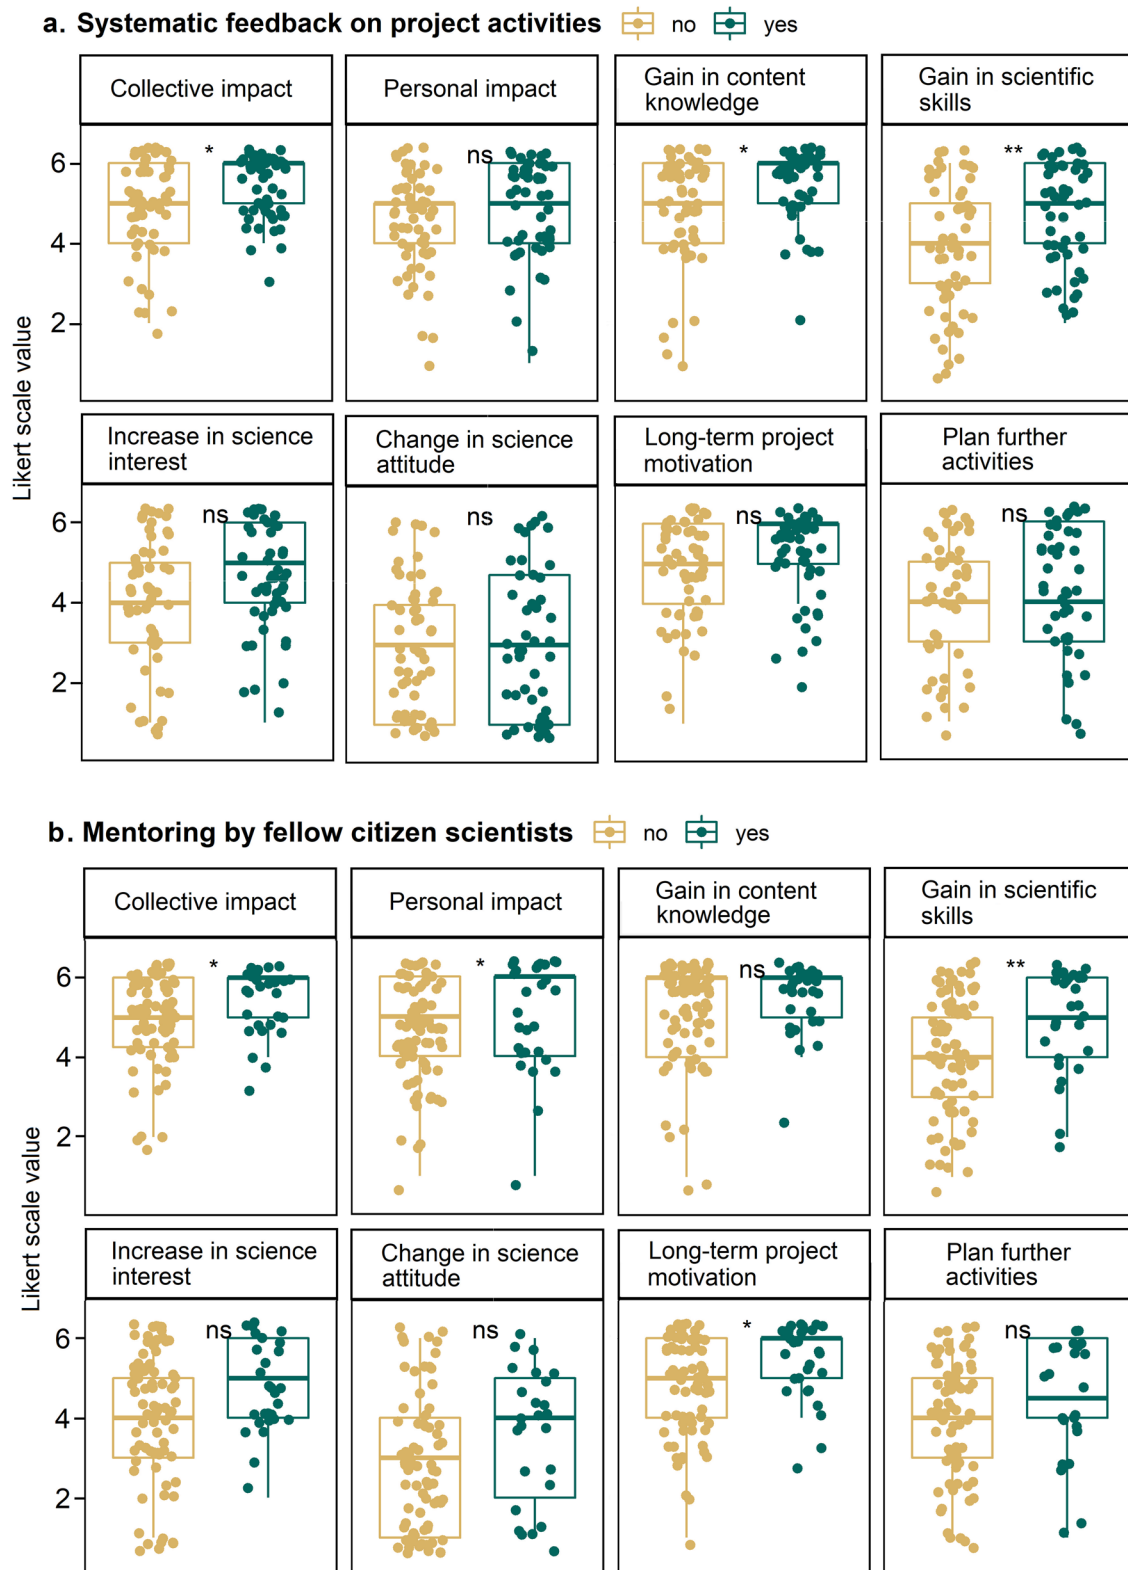 a. Systematic feedback on project activities no yes
Collective impact
Personal impact
Gain in content
knowledge
Gain in scientific
skills
6
4
2
*
ns
*
**
Likert scale value
Increase in science
interest
Change in science
attitude
Long-term project
motivation
Plan further
activities
6
4
2
ns
ns
ns
ns
b. Mentoring by fellow citizen scientists no yes
Collective impact
Personal impact
Gain in content
knowledge
Gain in scientific
skills
6
4
2
*
*
ns
**
Likert scale value
Increase in science
interest
Change in science
attitude
Long-term project
motivation
Plan further
activities
6
4
2
ns
ns
*
ns